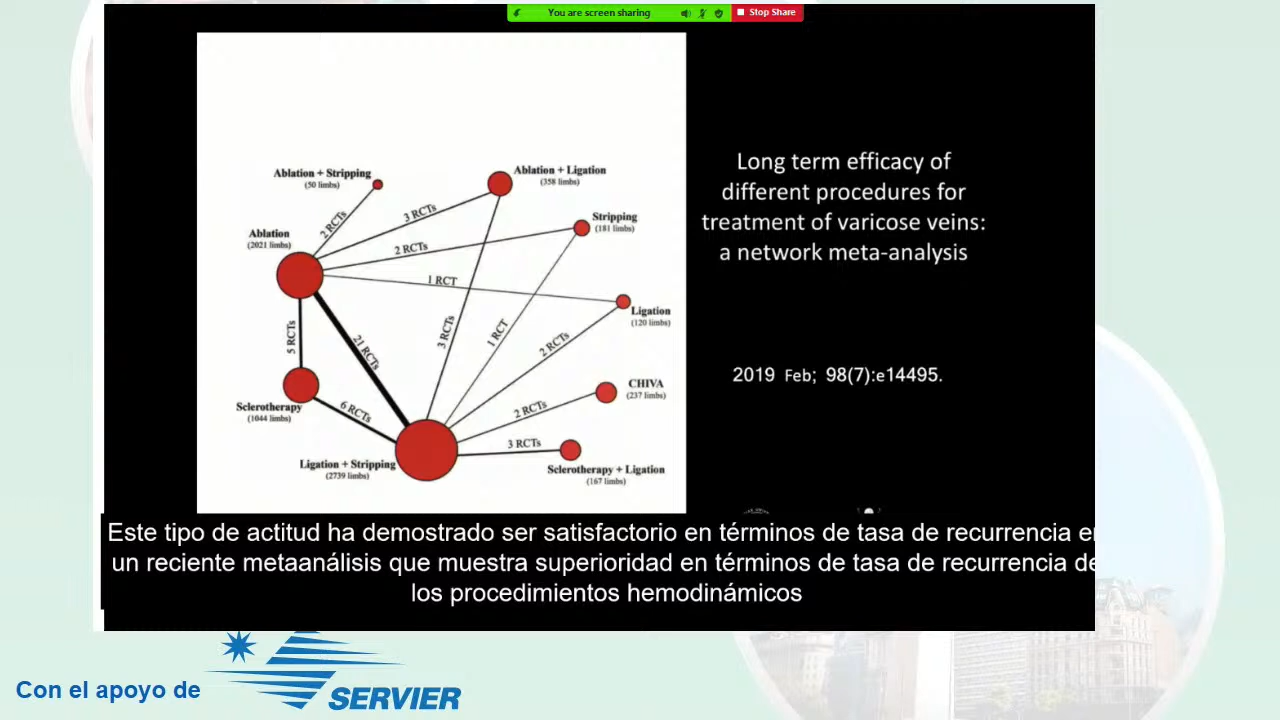 You are screen sharing
Stop Share
Ablation + Stripping
(50 limbs)
Ablation + Ligation
(358 limbs)
Stripping
(181 limbs)
Ablation
(2021 limbs)
2 RCTs
3 RCTs
2 RCTs
1 RCT
Ligation
(120 limbs)
5 RCTs
21 RCTs
3 RCTs
1 RCT
2 RCTs
CHIVA
(237 limbs)
Sclerotherapy
(1044 limbs)
6 RCTs
2 RCTs
3 RCTs
Ligation + Stripping
(2739 limbs)
Sclerotherapy + Ligation
(167 limbs)
Long term efficacy of
different procedures for
treatment of varicose veins:
a network meta-analysis
2019 Feb; 98(7):e14495.
Este tipo de actitud ha demostrado ser satisfactorio en términos de tasa de recurrencia en
un reciente metaanálisis que muestra superioridad en términos de tasa de recurrencia de
los procedimientos hemodinámicos
Con el apoyo de
SERVIER